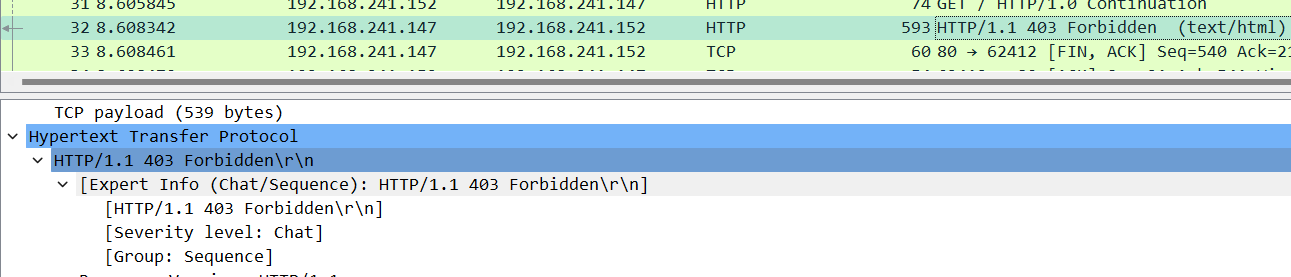 31 8.605845 192.168.241.152 192.168.241.147 HTTP 74 GET / HTTP/1.0 Continuation
32 8.608342 192.168.241.147 192.168.241.152 HTTP 593 HTTP/1.1 403 Forbidden (text/html)
33 8.608461 192.168.241.147 192.168.241.152 TCP 60 80 → 62412 [FIN, ACK] Seq=540 Ack=21
TCP payload (539 bytes)
Hypertext Transfer Protocol
HTTP/1.1 403 Forbidden\r\n
[Expert Info (Chat/Sequence): HTTP/1.1 403 Forbidden\r\n]
[HTTP/1.1 403 Forbidden\r\n]
[Severity level: Chat]
[Group: Sequence]